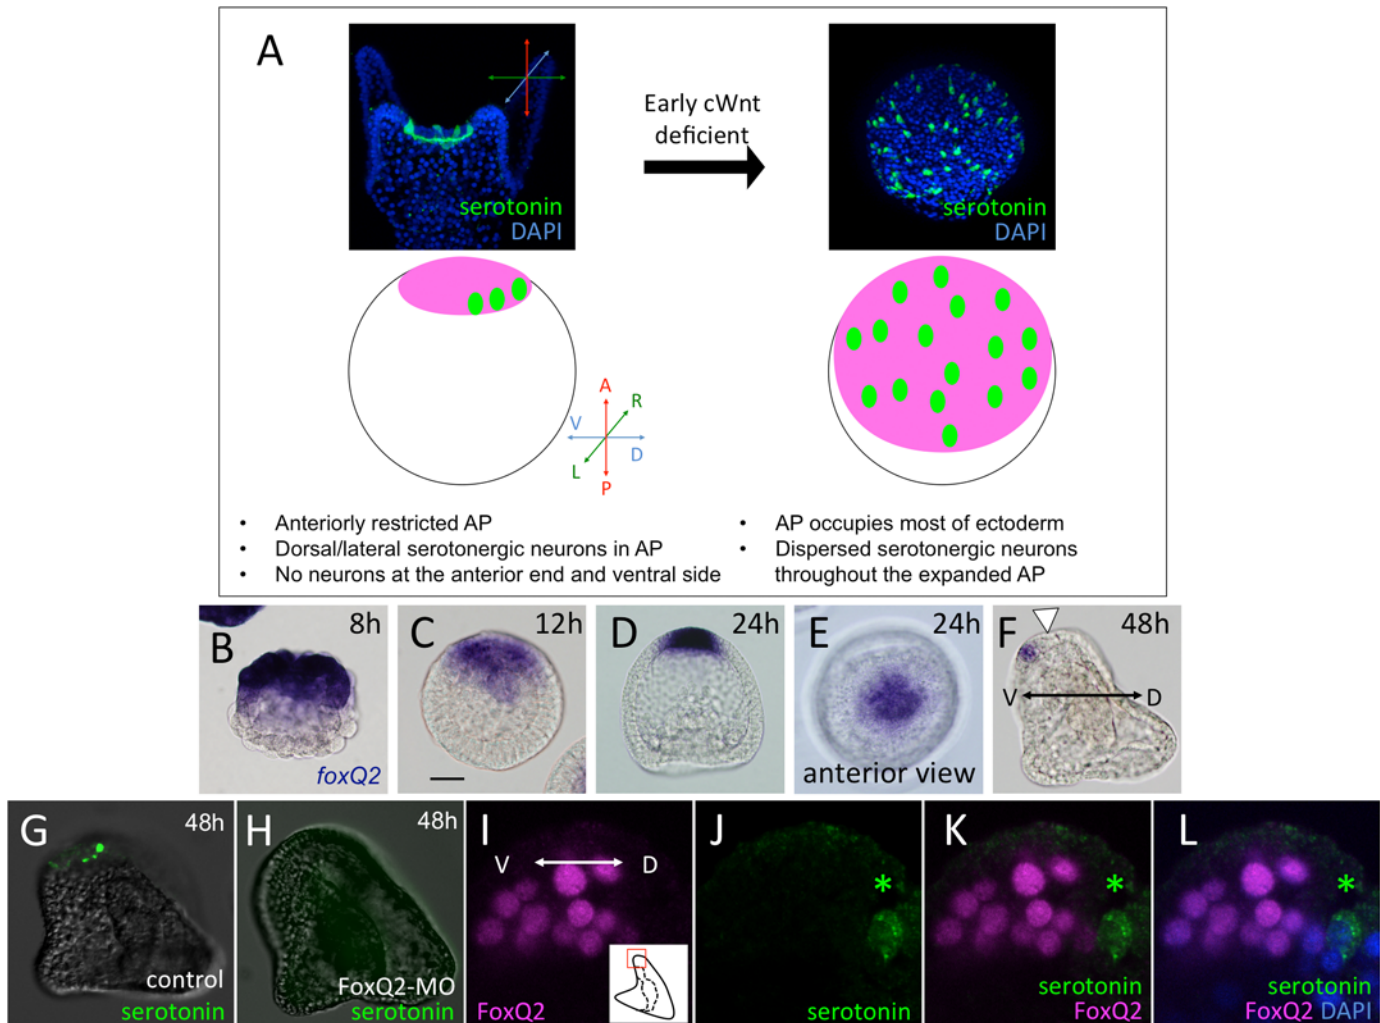 A
Early cWnt
deficient
serotonin
DAPI
serotonin
DAPI
A
R
V
D
L
P
• Anteriorly restricted AP
• Dorsal/lateral serotonergic neurons in AP
• No neurons at the anterior end and ventral side
• AP occupies most of ectoderm
• Dispersed serotonergic neurons
throughout the expanded AP
B 8h
foxQ2
C 12h
D 24h
E 24h
anterior view
F 48h
V D
G 48h
control
serotonin
H 48h
FoxQ2-MO
serotonin
I
V D
FoxQ2
J
*
serotonin
K
*
serotonin
FoxQ2
L
*
serotonin
FoxQ2 DAPI